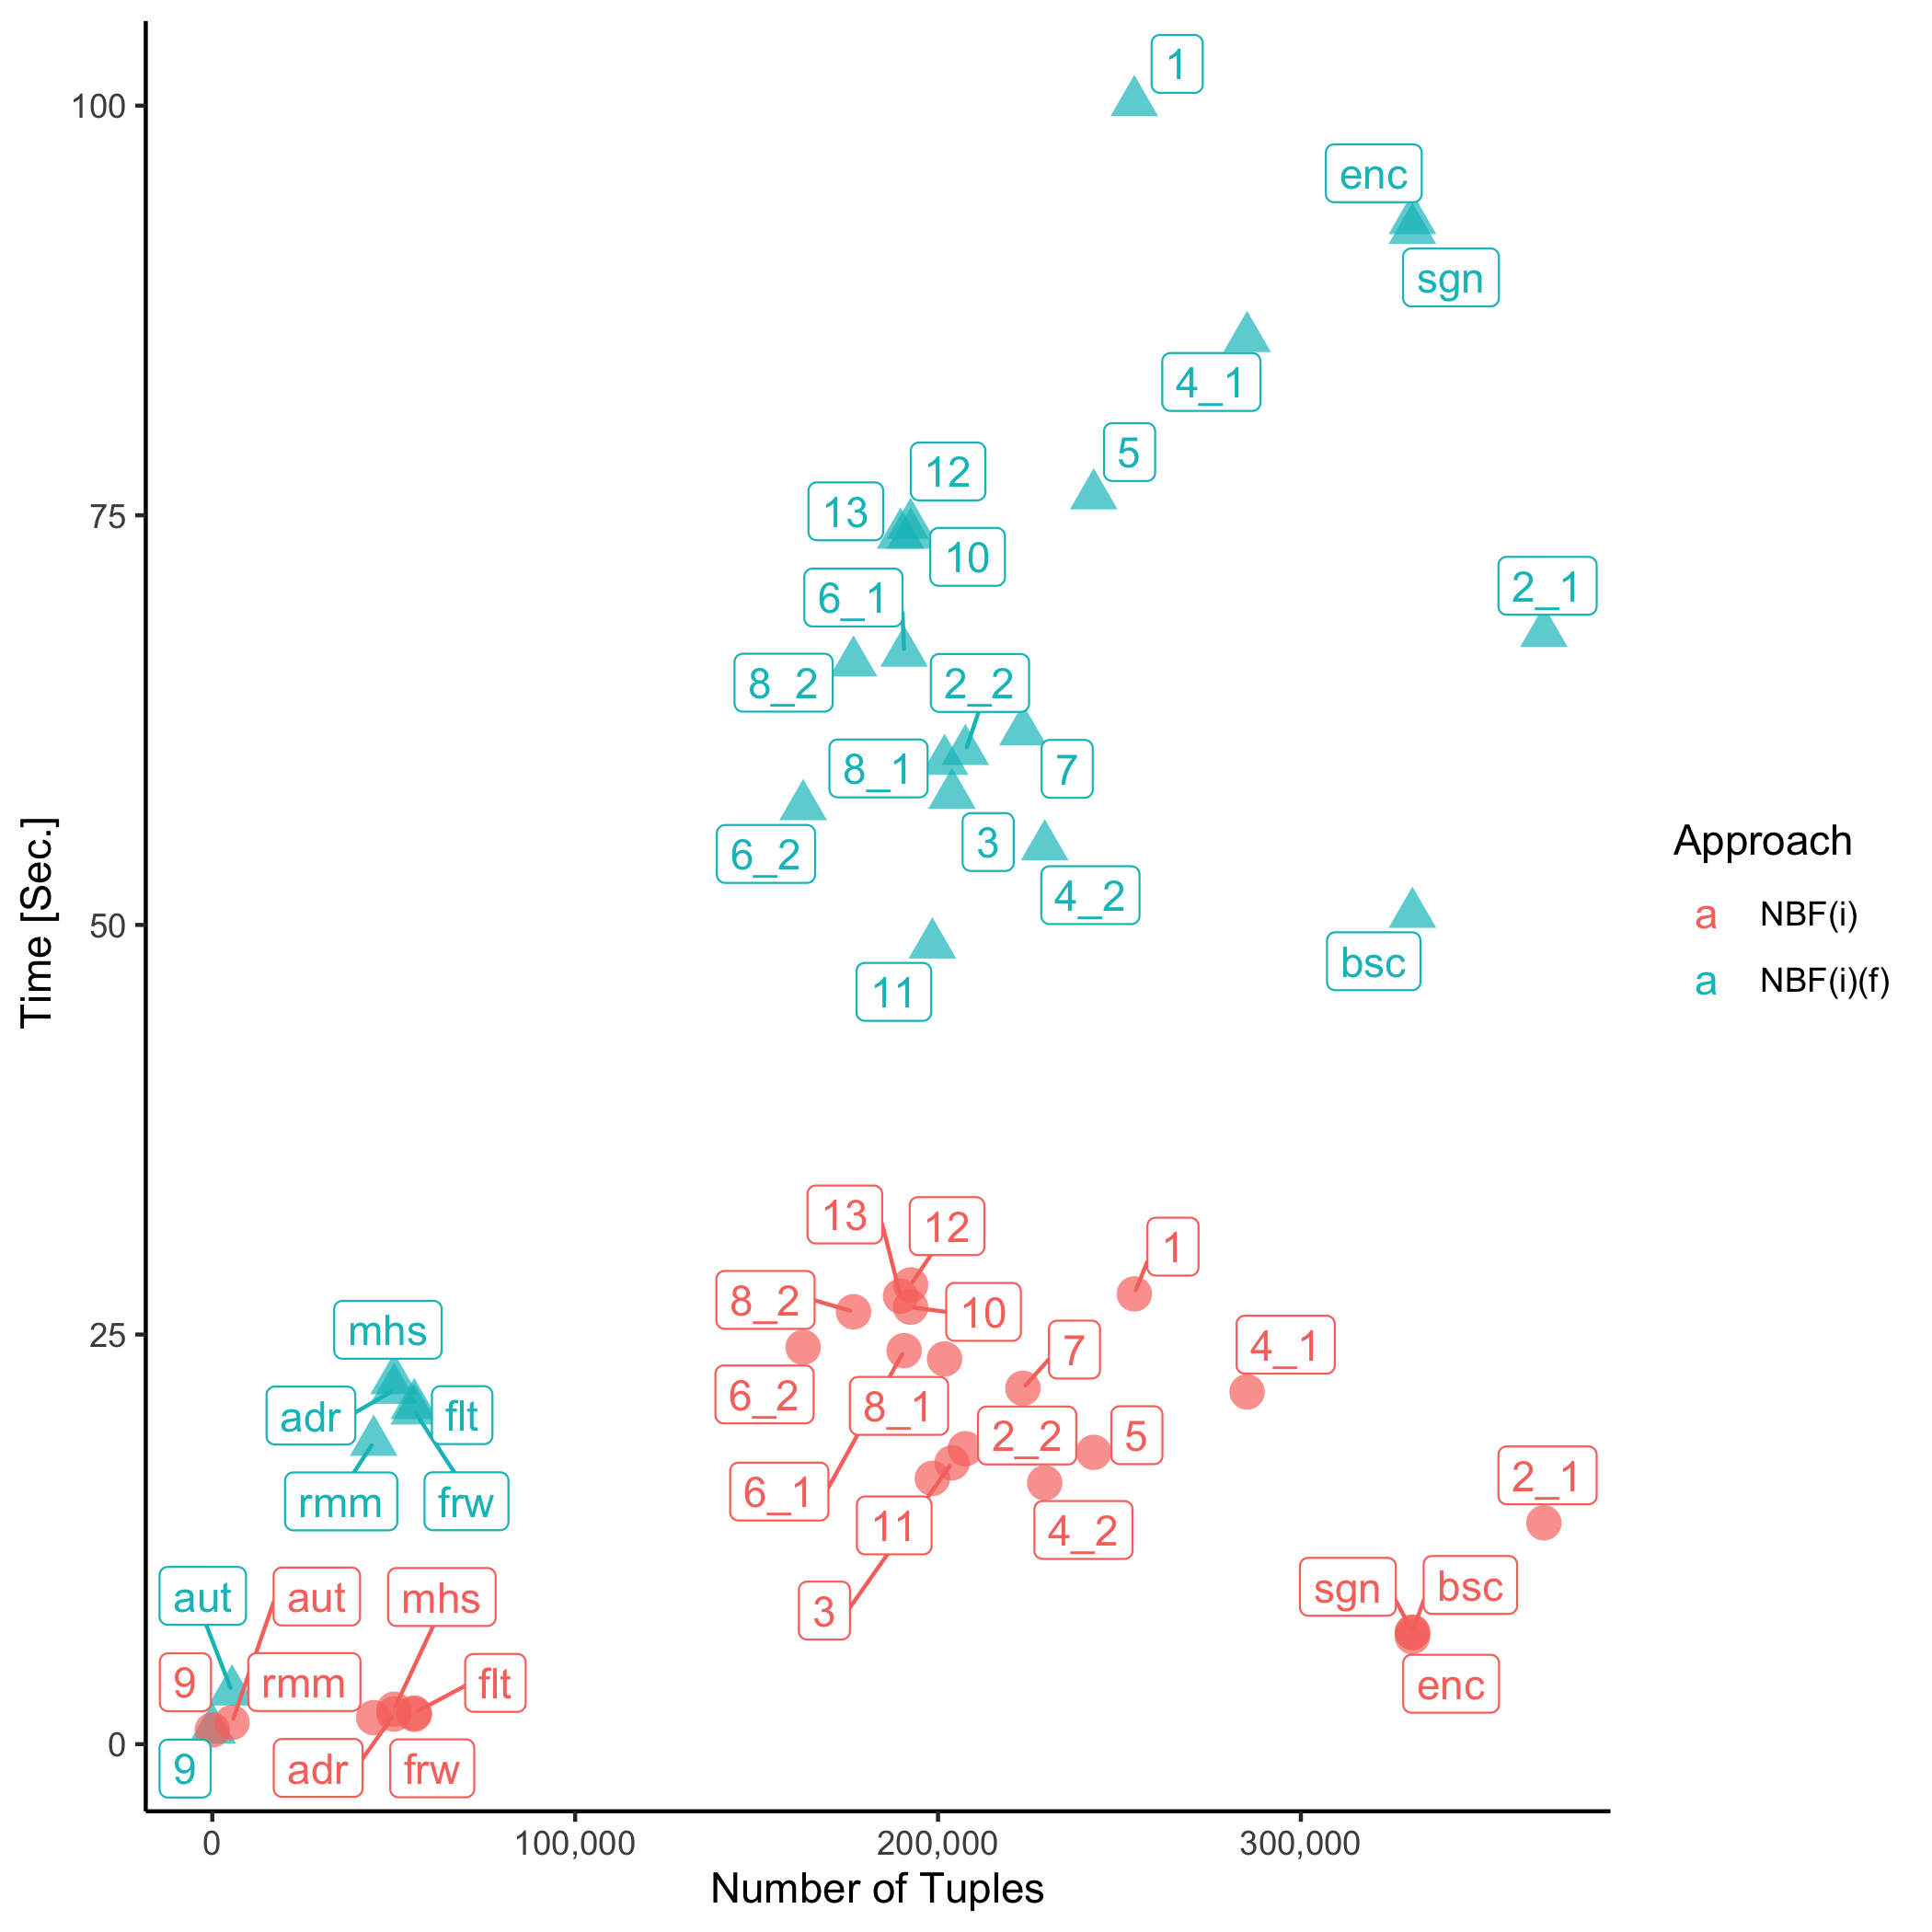 1
100
enc
sgn
4_1
5
12
13
75
10
2_1
6_1
8_2
2_2
8_1
7
3
6_2
4_2
50
bsc
11
Time [Sec.]
Approach
a NBF(i)
a NBF(i)(f)
13
12
1
8_2
10
25
mhs
7
4_1
6_2
8_1
adr
flt
2_2
5
2_1
6_1
rmm
frw
11
4_2
aut
aut
mhs
sgn
bsc
3
9
rmm
flt
enc
0
9
adr
frw
0
100,000
200,000
300,000
Number of Tuples